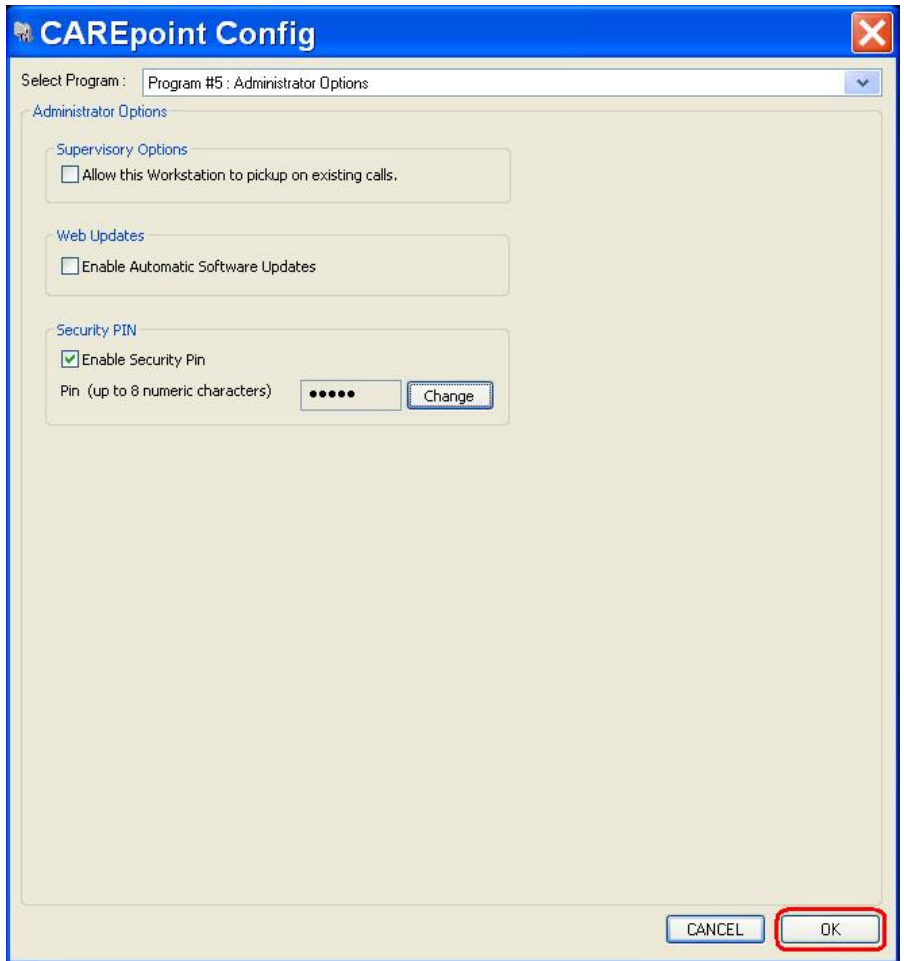 CAREpoint Config
Select Program : Program #5 : Administrator Options
Administrator Options
Supervisory Options
Allow this Workstation to pickup on existing calls.
Web Updates
Enable Automatic Software Updates
Security PIN
Enable Security Pin
Pin (up to 8 numeric characters) ●●●●● Change
CANCEL OK